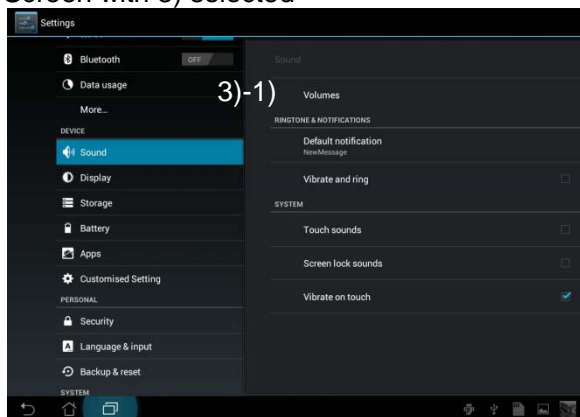 Screen with 3) selected
Settings
Bluetooth
OFF
Data usage
More...
DEVICE
Sound
Display
Storage
Battery
Apps
Customised Setting
PERSONAL
Security
Language & input
Backup & reset
SYSTEM
Sound
3)-1)
Volumes
RINGTONE & NOTIFICATIONS
Default notification
NewMessage
Vibrate and ring
SYSTEM
Touch sounds
Screen lock sounds
Vibrate on touch